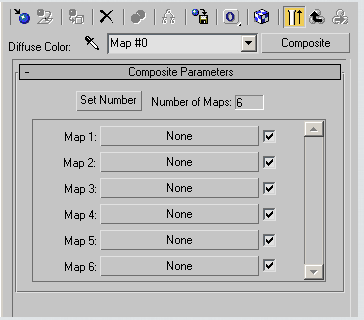 Diffuse Color: Map #0 Composite
- Composite Parameters
Set Number Number of Maps: 6
Map 1: None
Map 2: None
Map 3: None
Map 4: None
Map 5: None
Map 6: None